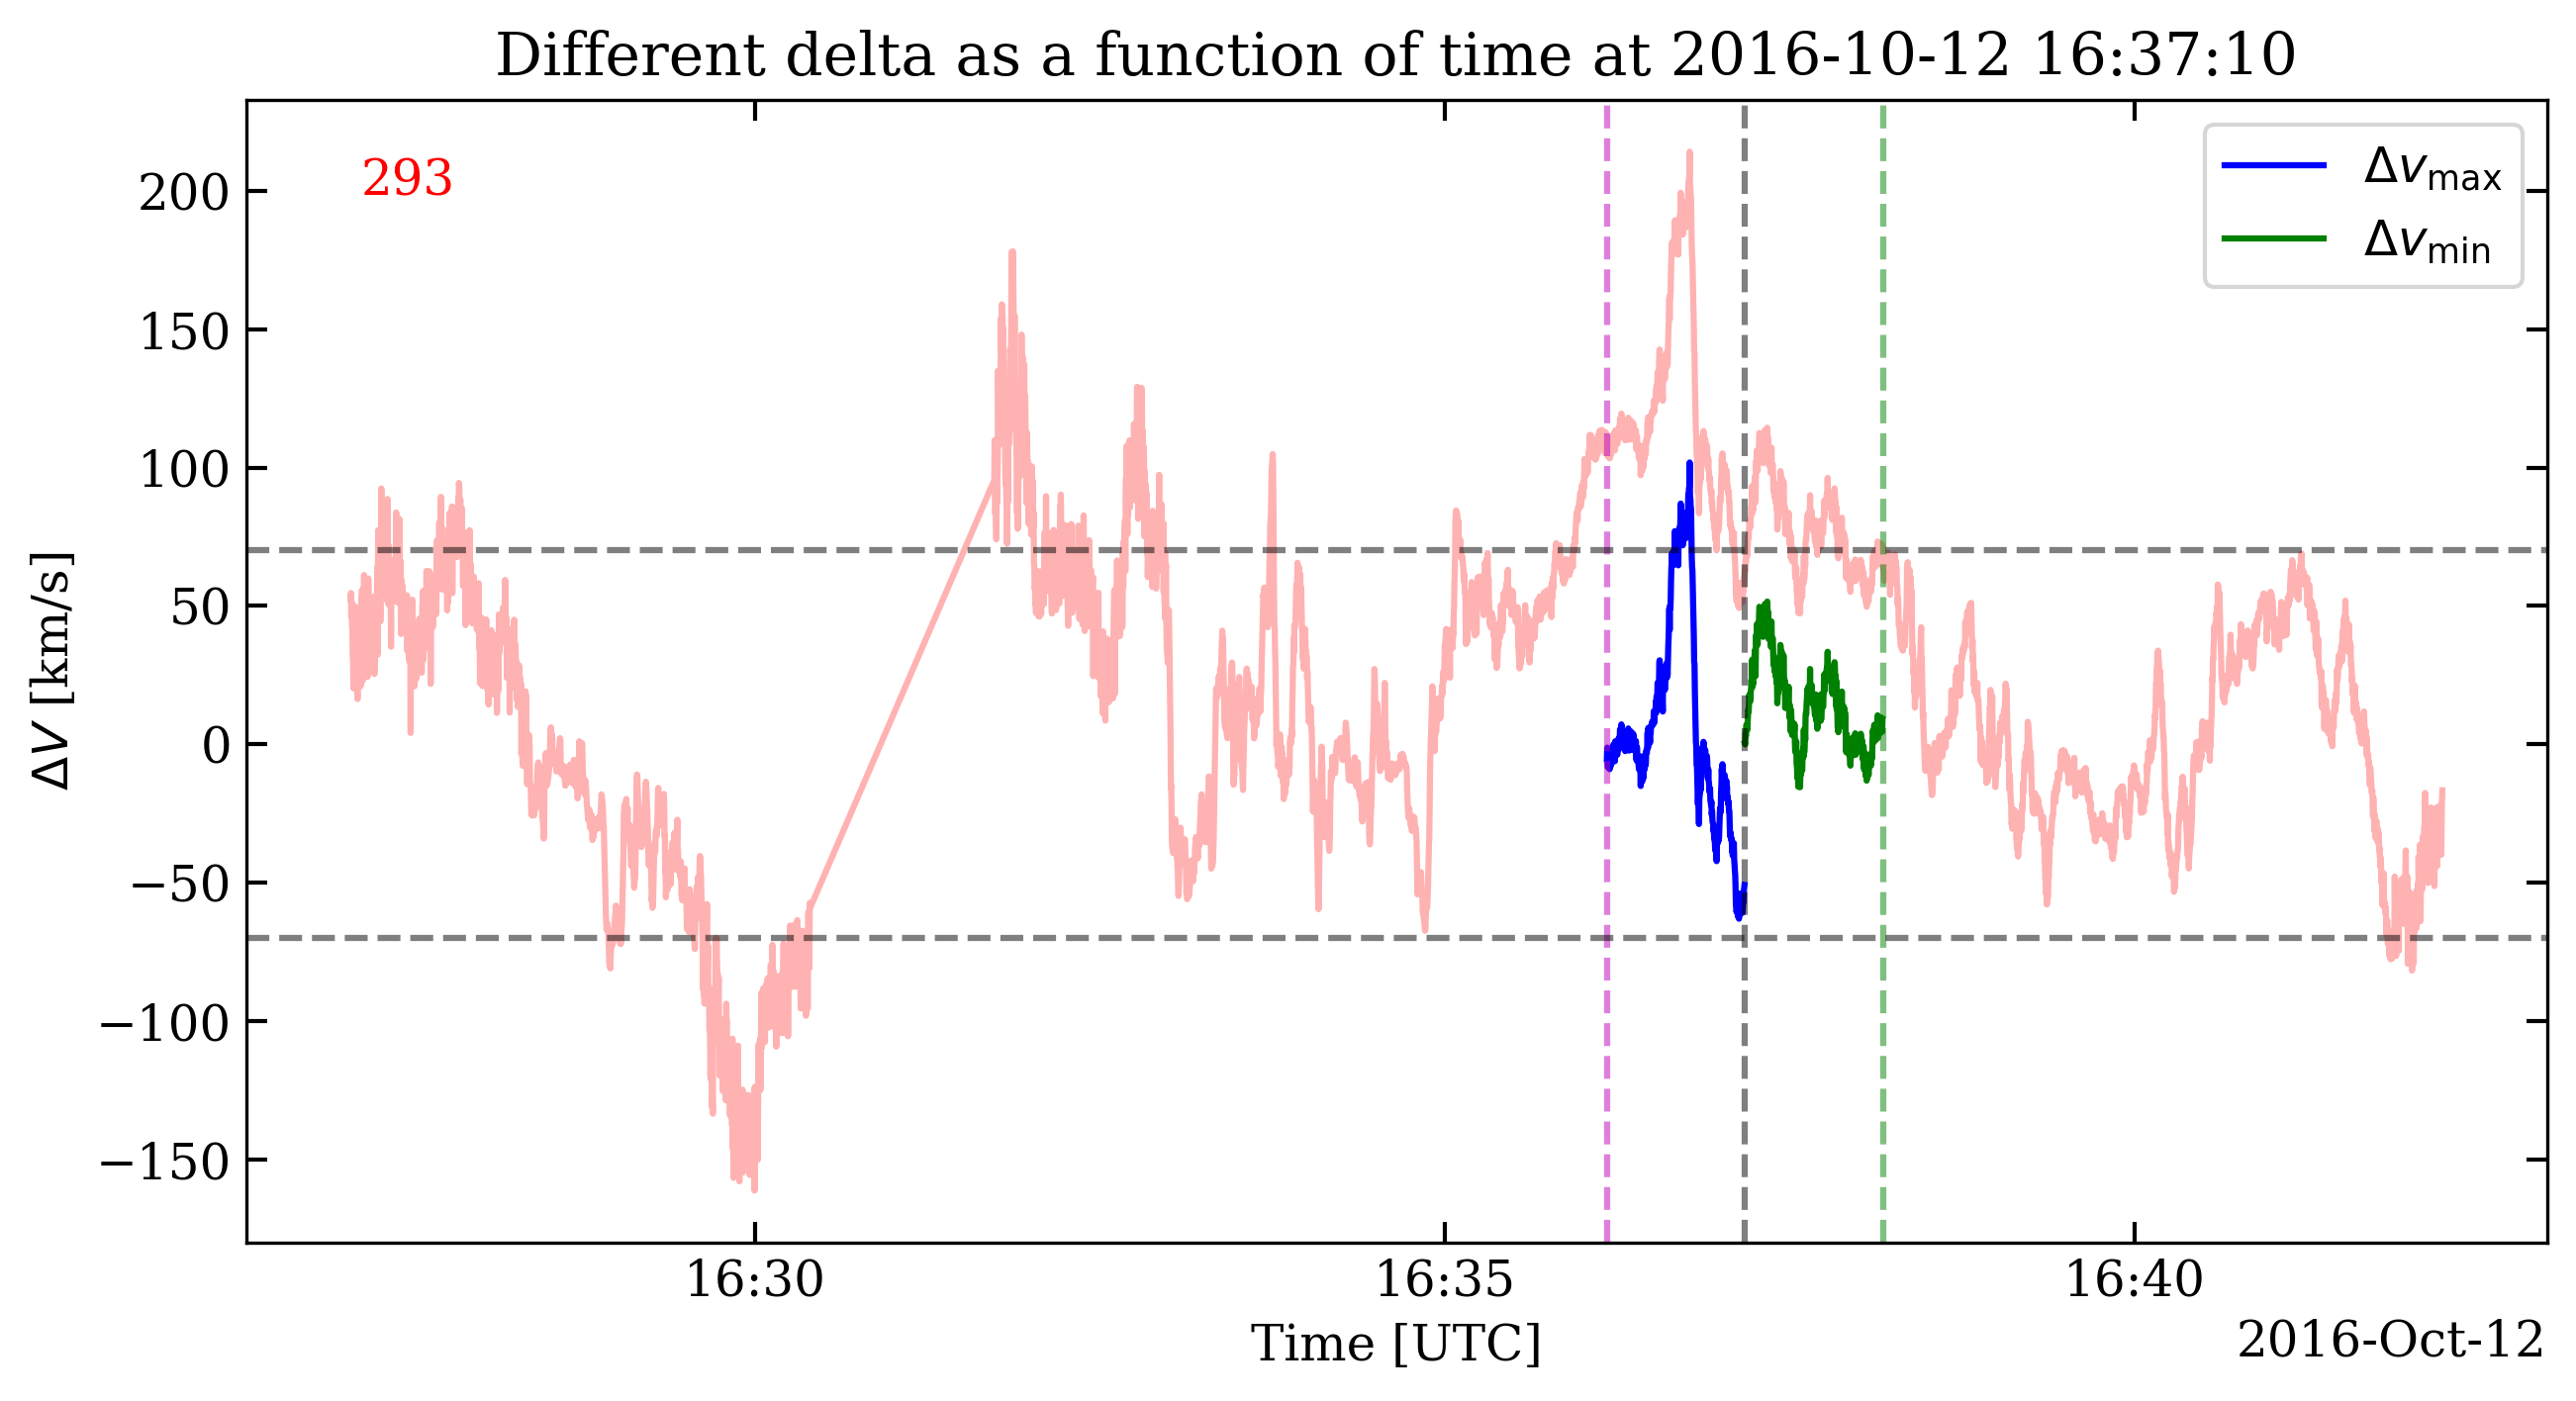 Different delta as a function of time at 2016-10-12 16:37:10
293
Δv_max
Δv_min
200
150
100
50
0
−50
−100
−150
ΔV [km/s]
16:30
16:35
16:40
Time [UTC]
2016-Oct-12